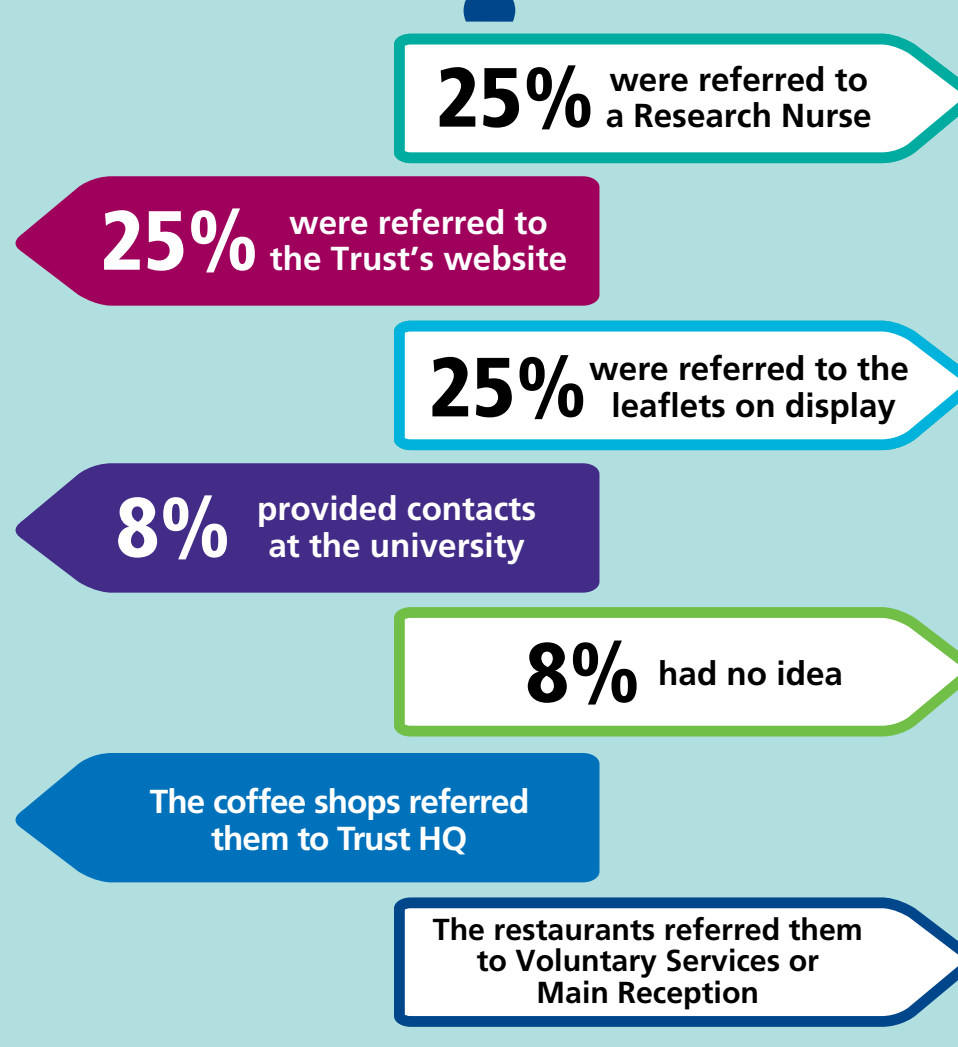 25% were referred to
a Research Nurse
25% were referred to
the Trust's website
25% were referred to the
leaflets on display
8% provided contacts
at the university
8% had no idea
The coffee shops referred
them to Trust HQ
The restaurants referred them
to Voluntary Services or
Main Reception